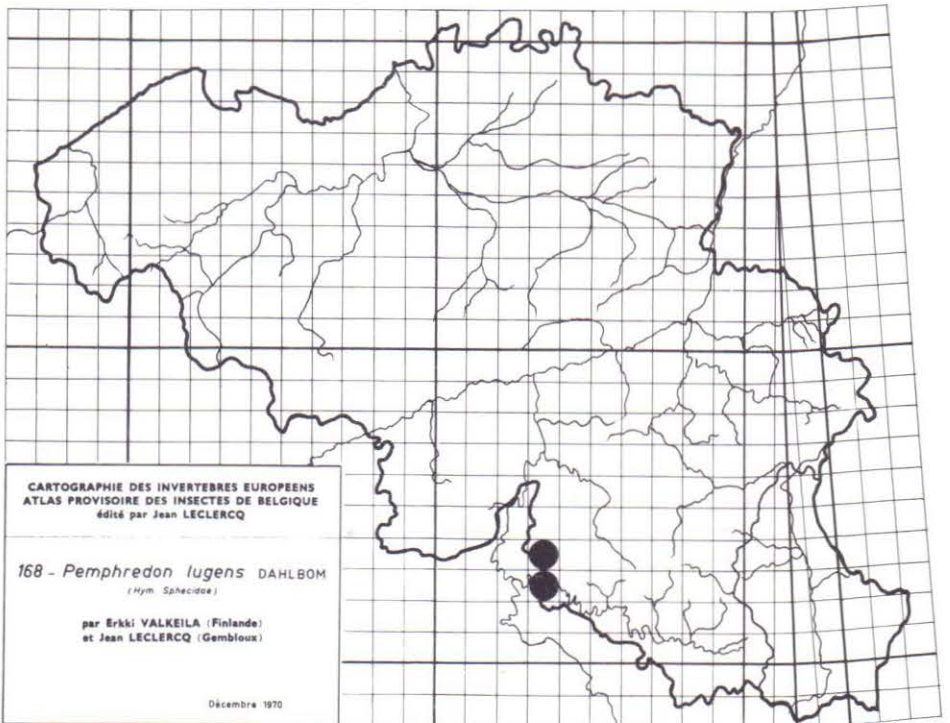 CARTOGRAPHIE DES INVERTEBRES EUROPEENS
ATLAS PROVISOIRE DES INSECTES DE BELGIQUE
édité par Jean LECLERCQ
168 - Pemphredon lugens DAHLBOM
(Hym. Sphecidae)
par Erkki VALKEILA (Finlande)
et Jean LECLERCQ (Gembloux)
Décembre 1970